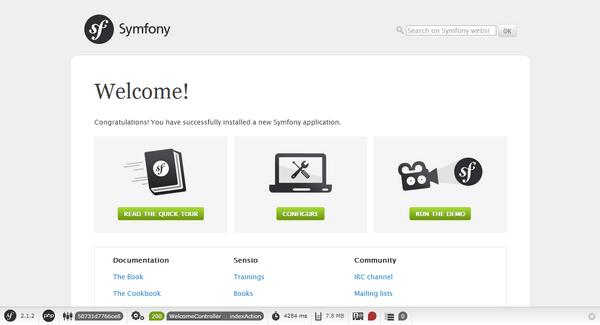 sf Symfony
Search on Symfony websi OK
Welcome!
Congratulations! You have successfully installed a new Symfony application.
sf
sf
READ THE QUICK TOUR CONFIGURE RUN THE DEMO
Documentation Sensio Community
The Book Trainings IRC channel
The Cookbook Books Mailing lists
sf 2.1.2 php 50731d7766ce8 200 WelcomeController indexAction 4284 ms 7.8 MB 0